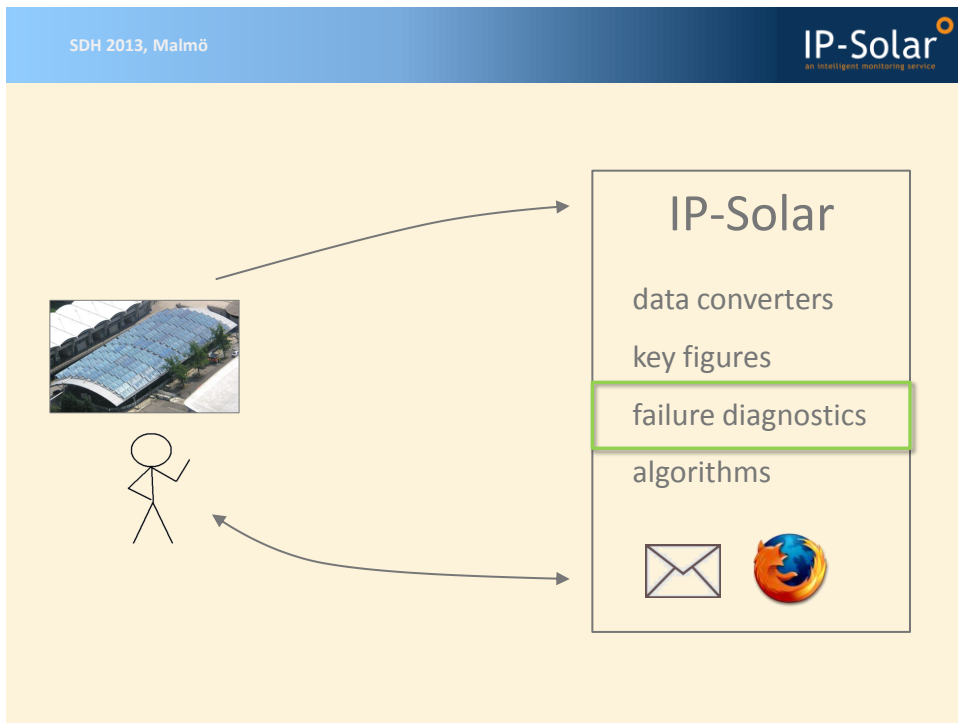 SDH 2013, Malmö
IP-Solar
an intelligent monitoring service
IP-Solar
data converters
key figures
failure diagnostics
algorithms